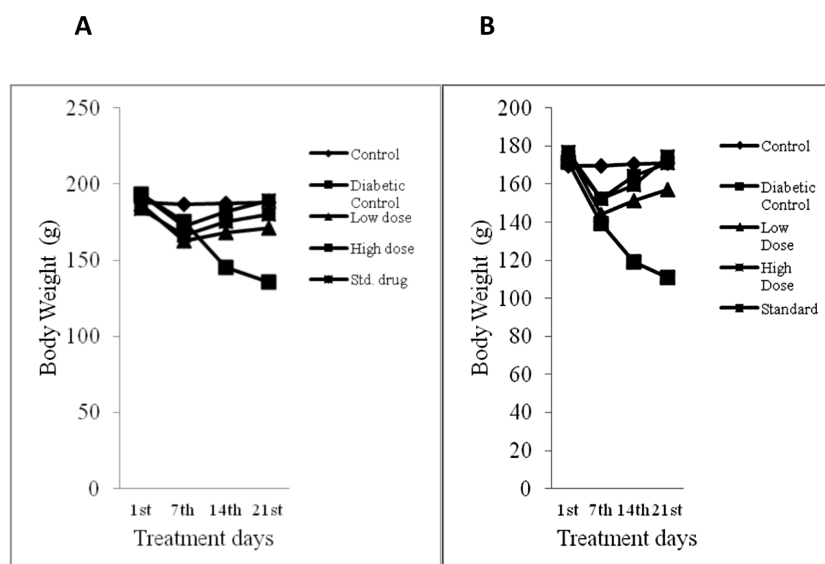 A
B
250
200
150
100
50
0
Body Weight (g)
1st 7th 14th 21st
Treatment days
Control
Diabetic
Control
Low dose
High dose
Std. drug
200
180
160
140
120
100
80
60
40
20
0
Body Weight (g)
1st 7th 14th 21st
Treatment days
Control
Diabetic
Control
Low
Dose
High
Dose
Standard